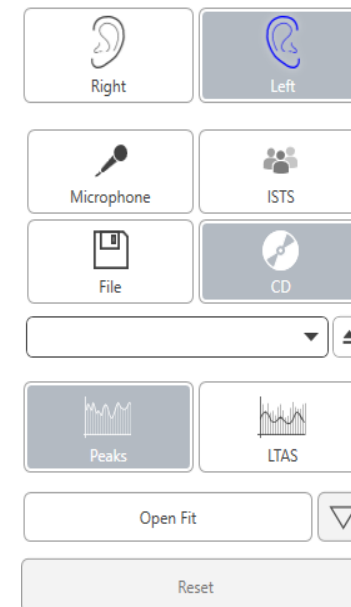 Right Left
Microphone ISTS
File CD
Peaks LTAS
Open Fit
Reset